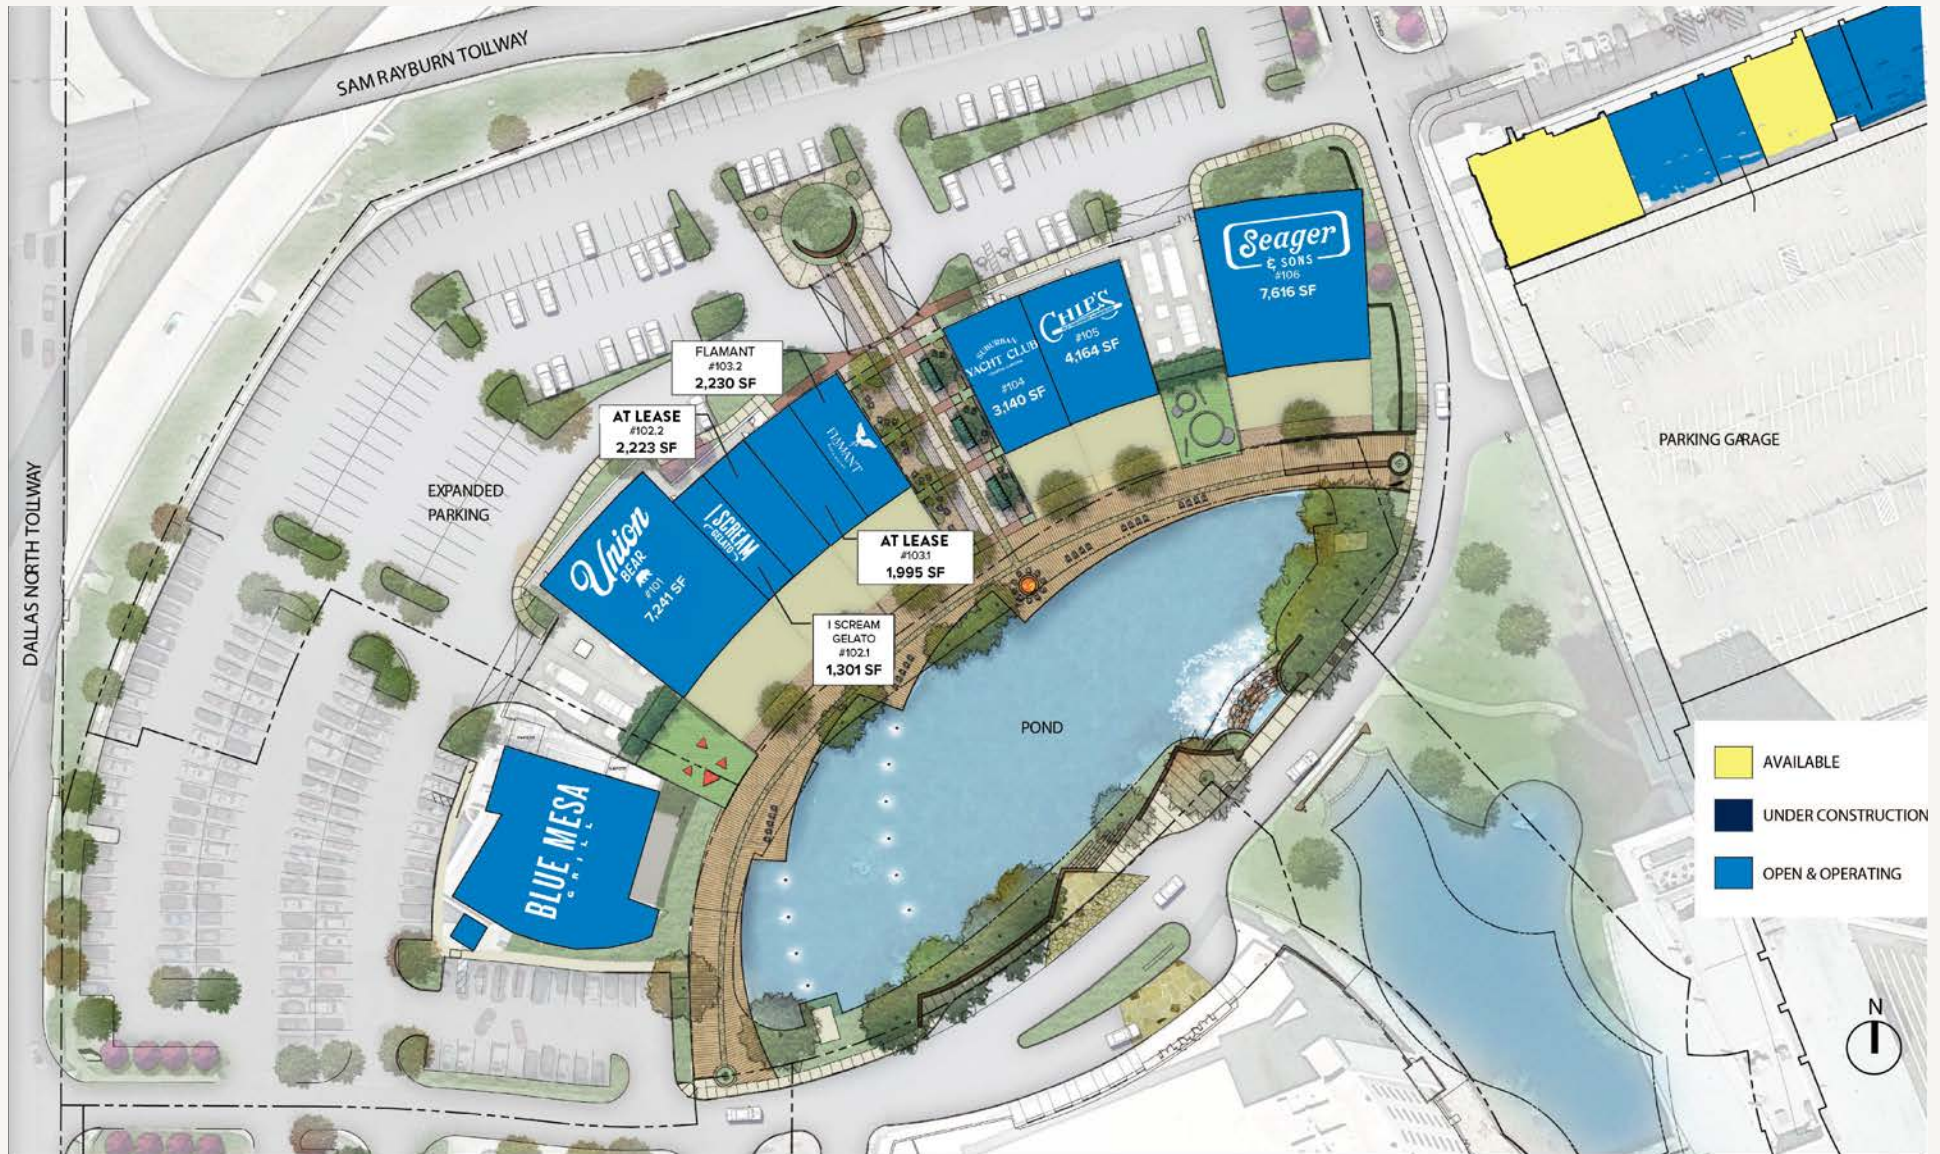 SAM RAYBURN TOLLWAY
DALLAS NORTH TOLLWAY
EXPANDED
PARKING
FLAMANT
#103.2
2,230 SF
AT LEASE
#102.2
2,223 SF
Union
BEAR
#101
7,241 SF
I SCREAM
GELATO
FLAMANT
AT LEASE
#103.1
1,995 SF
I SCREAM
GELATO
#102.1
1,301 SF
SUBURBAN
YACHT CLUB
#104
3,140 SF
CHIP'S
#105
4,164 SF
Seager
& SONS
#106
7,616 SF
BLUE MESA
GRILL
POND
PARKING GARAGE
AVAILABLE
UNDER CONSTRUCTION
OPEN & OPERATING
N